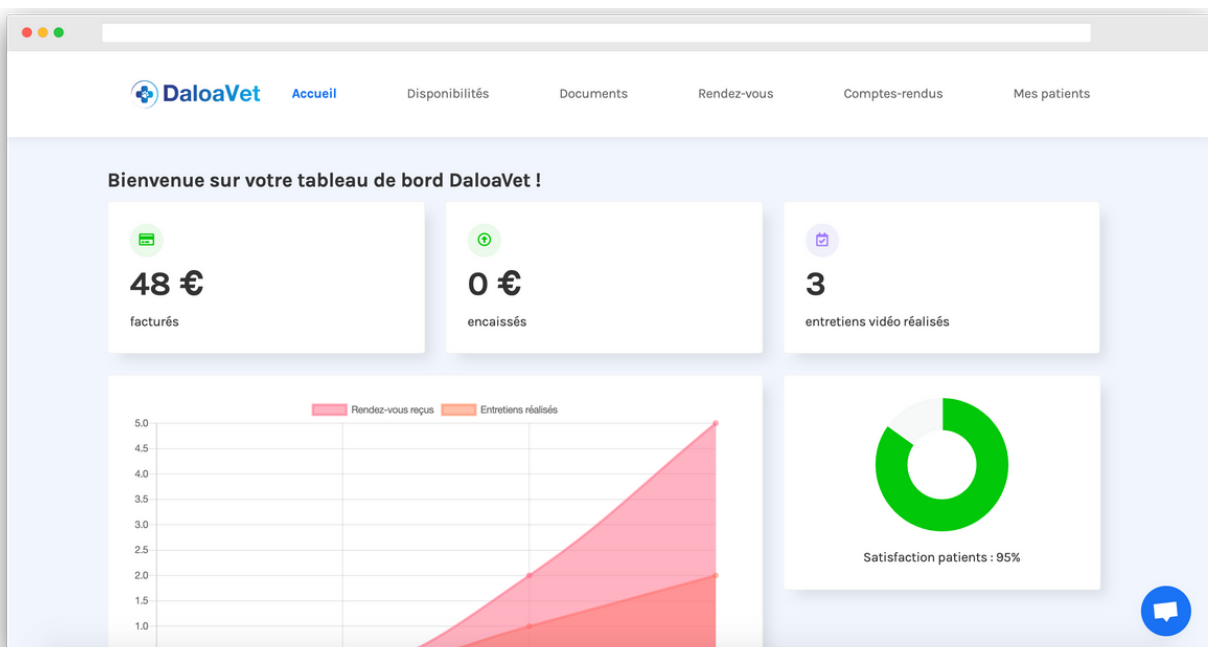 DaloaVet Accueil Disponibilités Documents Rendez-vous Comptes-rendus Mes patients
Bienvenue sur votre tableau de bord DaloaVet !
48 €
facturés
0 €
encaissés
3
entretiens vidéo réalisés
Rendez-vous reçus Entretiens réalisés
5.0
4.5
4.0
3.5
3.0
2.5
2.0
1.5
1.0
Satisfaction patients : 95%